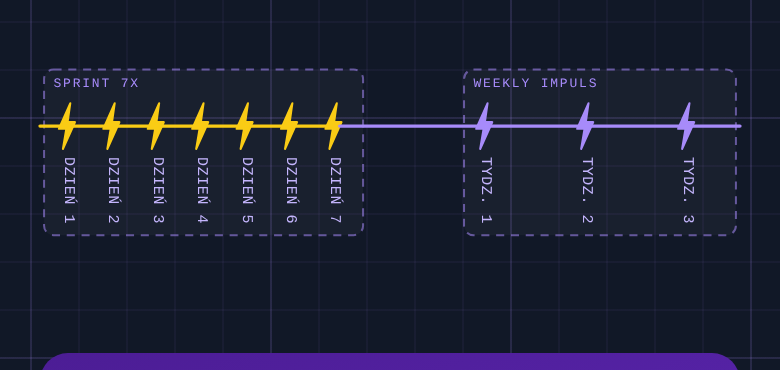 SPRINT 7X
DZIEŃ 1
DZIEŃ 2
DZIEŃ 3
DZIEŃ 4
DZIEŃ 5
DZIEŃ 6
DZIEŃ 7
WEEKLY IMPULS
TYDZ. 1
TYDZ. 2
TYDZ. 3